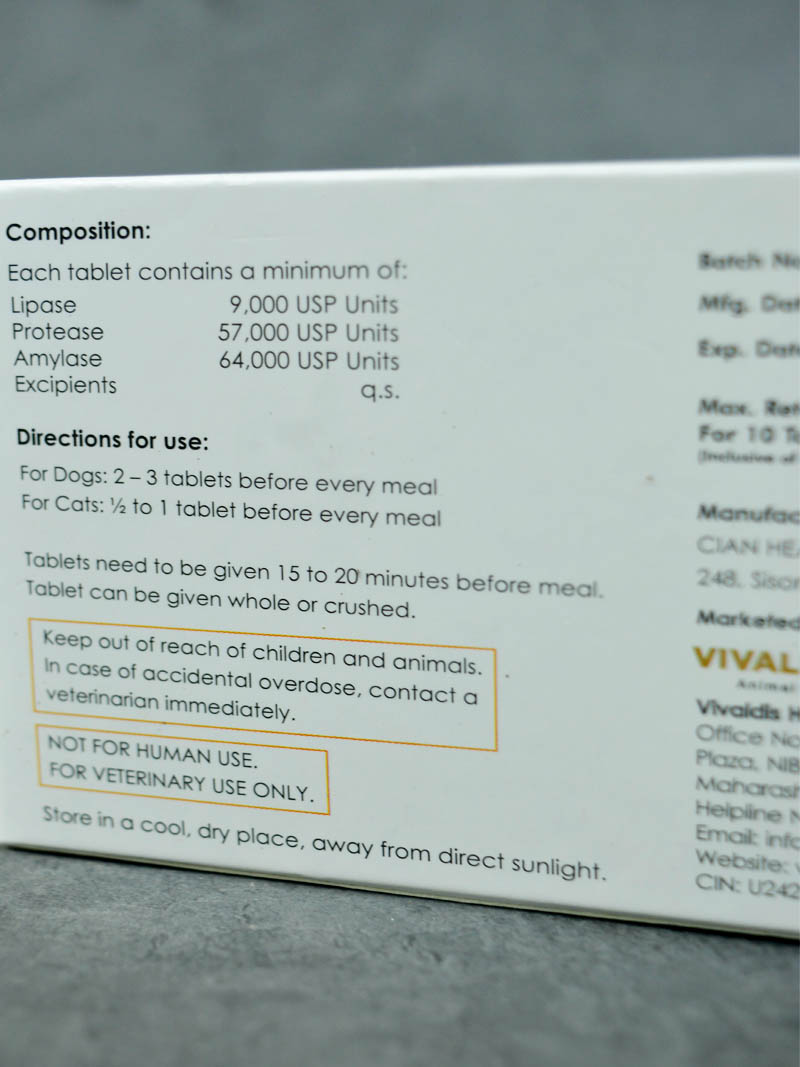 Composition:
Each tablet contains a minimum of:
Lipase 9,000 USP Units
Protease 57,000 USP Units
Amylase 64,000 USP Units
Excipients q.s.
Directions for use:
For Dogs: 2 – 3 tablets before every meal
For Cats: ½ to 1 tablet before every meal
Tablets need to be given 15 to 20 minutes before meal.
Tablet can be given whole or crushed.
Keep out of reach of children and animals.
In case of accidental overdose, contact a
veterinarian immediately.
NOT FOR HUMAN USE.
FOR VETERINARY USE ONLY.
Store in a cool, dry place, away from direct sunlight.
Batch No
Mfg. Dat
Exp. Dat
Max. Ret
For 10 T
(Inclusive of
Manufac
CIAN HEA
248, Sisor
Marketed
VIVAL
Animal
Vivaldis H
Office No
Plaza, NIB
Maharash
Helpline N
Email: info
Website:
CIN: U242